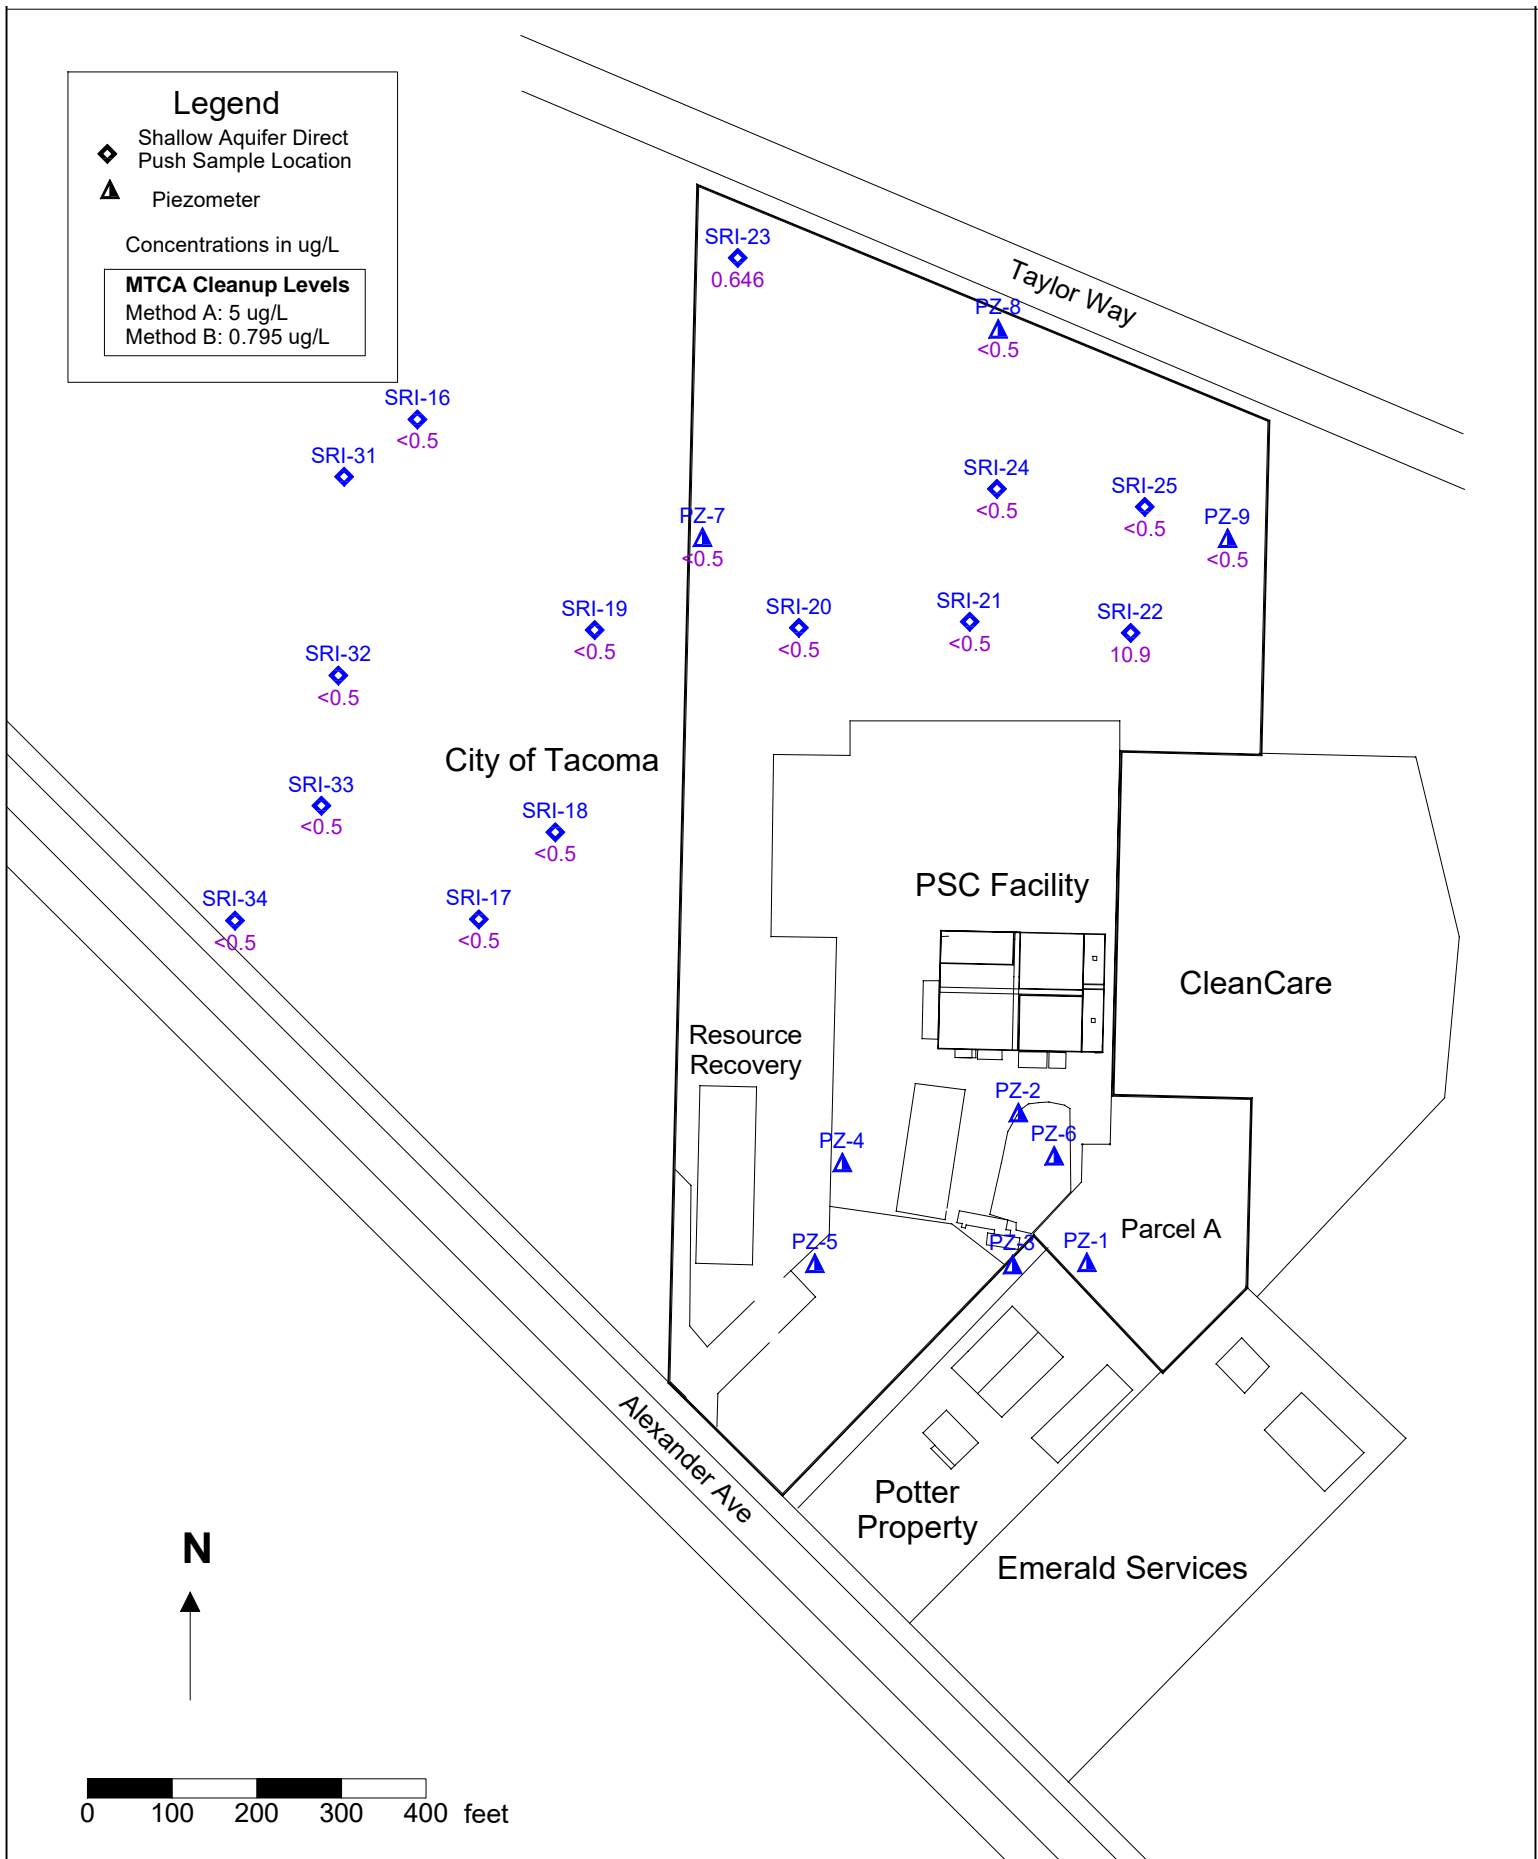 Legend
Shallow Aquifer Direct
Push Sample Location
Piezometer
Concentrations in ug/L
MTCA Cleanup Levels
Method A: 5 ug/L
Method B: 0.795 ug/L
SRI-23
0.646
Taylor Way
PZ-8
<0.5
SRI-16
<0.5
SRI-31
SRI-24
<0.5
SRI-25
<0.5
PZ-7
<0.5
PZ-9
<0.5
SRI-19
<0.5
SRI-20
<0.5
SRI-21
<0.5
SRI-22
10.9
SRI-32
<0.5
City of Tacoma
SRI-33
<0.5
SRI-18
<0.5
PSC Facility
SRI-34
<0.5
SRI-17
<0.5
CleanCare
Resource
Recovery
PZ-2
PZ-6
PZ-4
Parcel A
PZ-5
PZ-3
PZ-1
Alexander Ave
Potter
Property
Emerald Services
N
0 100 200 300 400 feet